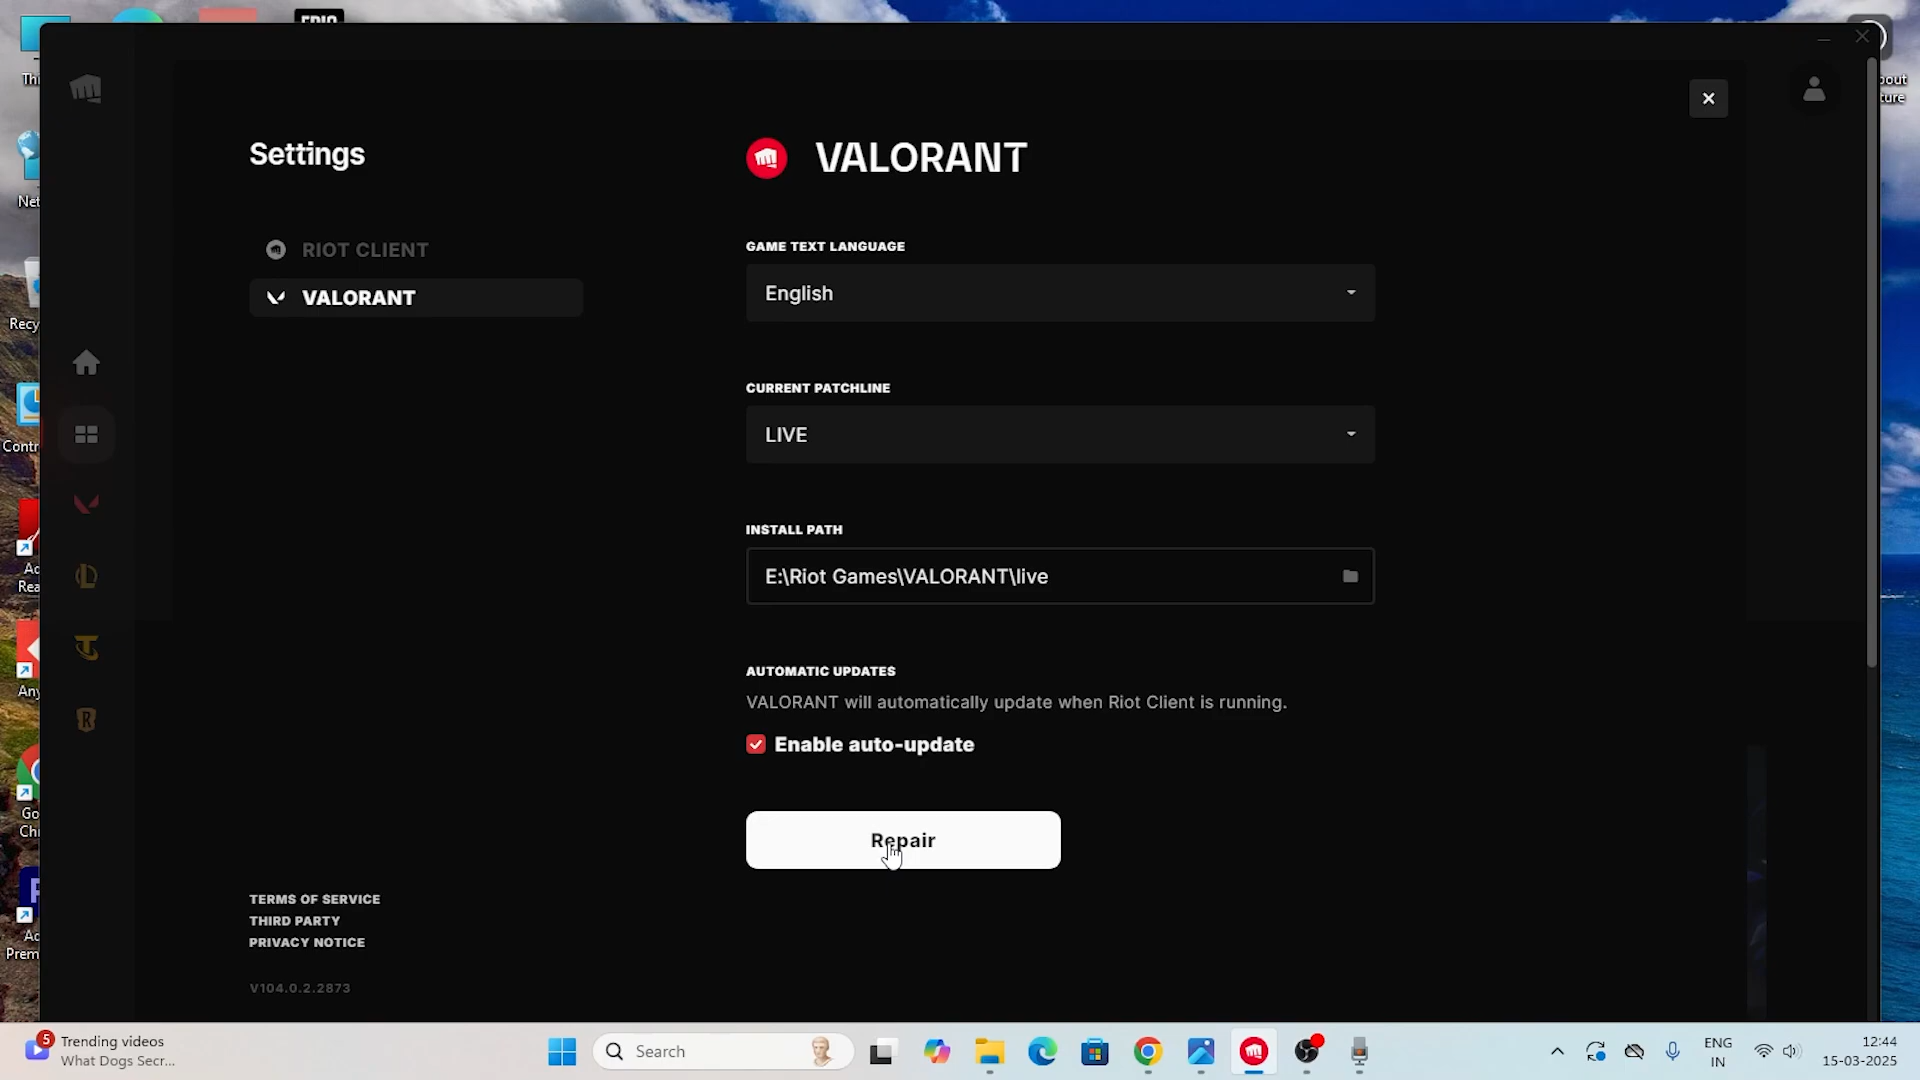 EPIC
Settings
RIOT CLIENT
VALORANT
TERMS OF SERVICE
THIRD PARTY
PRIVACY NOTICE
V104.0.2.2873
VALORANT
GAME TEXT LANGUAGE
English
CURRENT PATCHLINE
LIVE
INSTALL PATH
E:\Riot Games\VALORANT\live
AUTOMATIC UPDATES
VALORANT will automatically update when Riot Client is running.
Enable auto-update
Repair
5
Trending videos
What Dogs Secr...
Search
ENG
IN
12:44
15-03-2025